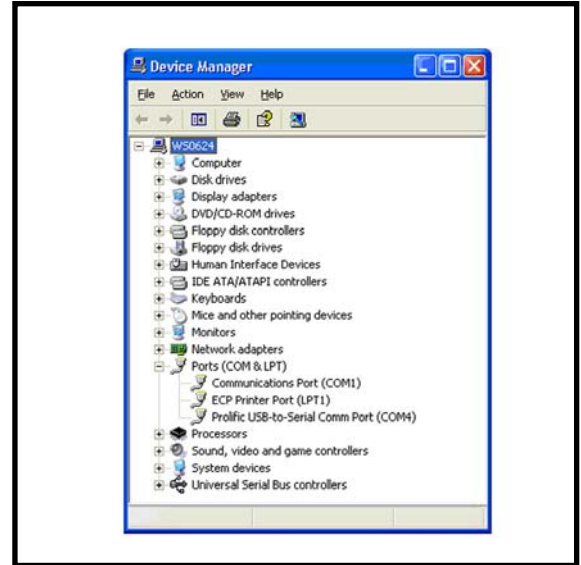 Device Manager
File Action View Help
WS0624
Computer
Disk drives
Display adapters
DVD/CD-ROM drives
Floppy disk controllers
Floppy disk drives
Human Interface Devices
IDE ATA/ATAPI controllers
Keyboards
Mice and other pointing devices
Monitors
Network adapters
Ports (COM & LPT)
Communications Port (COM1)
ECP Printer Port (LPT1)
Prolific USB-to-Serial Comm Port (COM4)
Processors
Sound, video and game controllers
System devices
Universal Serial Bus controllers